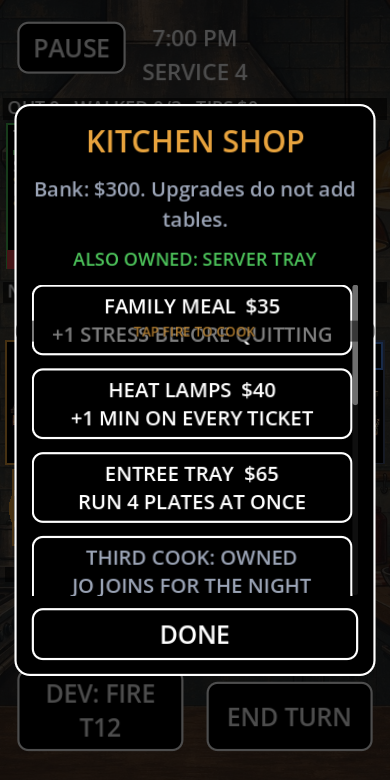 PAUSE
7:00 PM
SERVICE 4
KITCHEN SHOP
Bank: $300. Upgrades do not add
tables.
ALSO OWNED: SERVER TRAY
FAMILY MEAL $35
+1 STRESS BEFORE QUITTING
TAP FIRE TO COOK
HEAT LAMPS $40
+1 MIN ON EVERY TICKET
ENTREE TRAY $65
RUN 4 PLATES AT ONCE
THIRD COOK: OWNED
JO JOINS FOR THE NIGHT
DONE
DEV: FIRE
T12
END TURN